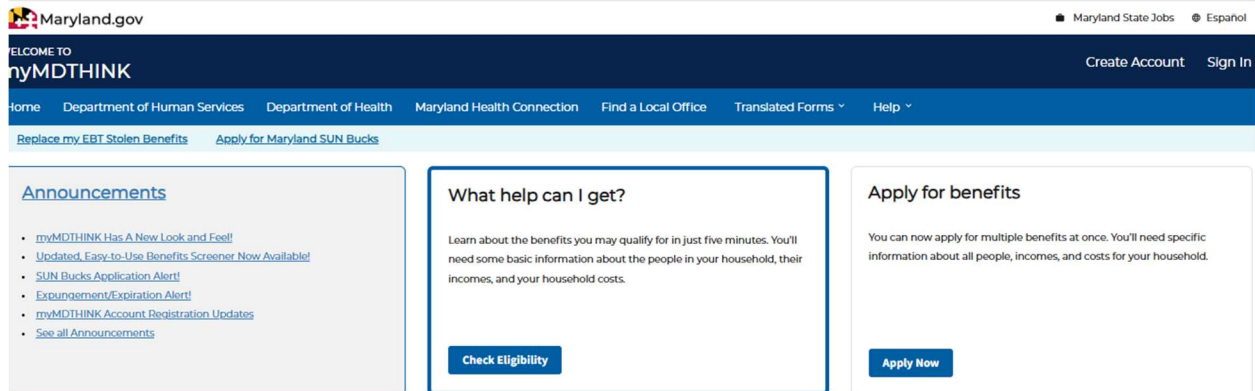 Maryland.gov
Maryland State Jobs
Español
ELCOME TO
myMDTHINK
Create Account
Sign In
Home
Department of Human Services
Department of Health
Maryland Health Connection
Find a Local Office
Translated Forms
Help
Replace my EBT Stolen Benefits
Apply for Maryland SUN Bucks
Announcements
myMDTHINK Has A New Look and Feel!
Updated, Easy-to-Use Benefits Screener Now Available!
SUN Bucks Application Alert!
Expungement/Expiration Alert!
myMDTHINK Account Registration Updates
See all Announcements
What help can I get?
Learn about the benefits you may qualify for in just five minutes. You'll
need some basic information about the people in your household, their
incomes, and your household costs.
Check Eligibility
Apply for benefits
You can now apply for multiple benefits at once. You'll need specific
information about all people, incomes, and costs for your household.
Apply Now